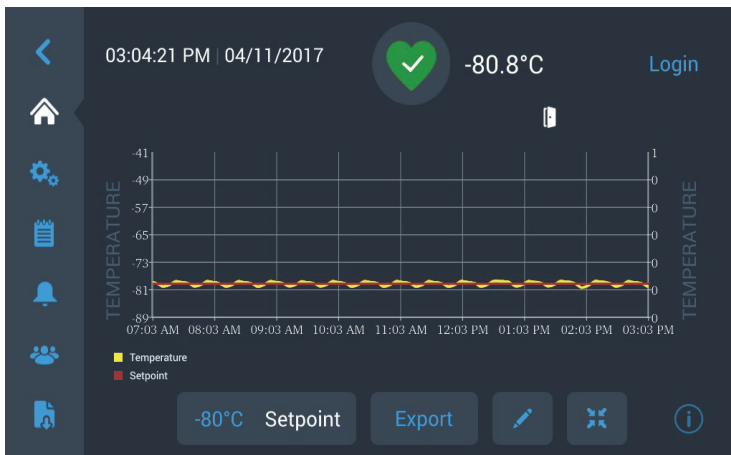 03:04:21 PM | 04/11/2017
-80.8°C
Login
TEMPERATURE
-41
-49
-57
-65
-73
-81
-89
1
0
0
0
0
0
0
TEMPERATURE
07:03 AM 08:03 AM 09:03 AM 10:03 AM 11:03 AM 12:03 PM 01:03 PM 02:03 PM 03:03 PM
Temperature
Setpoint
-80°C Setpoint
Export